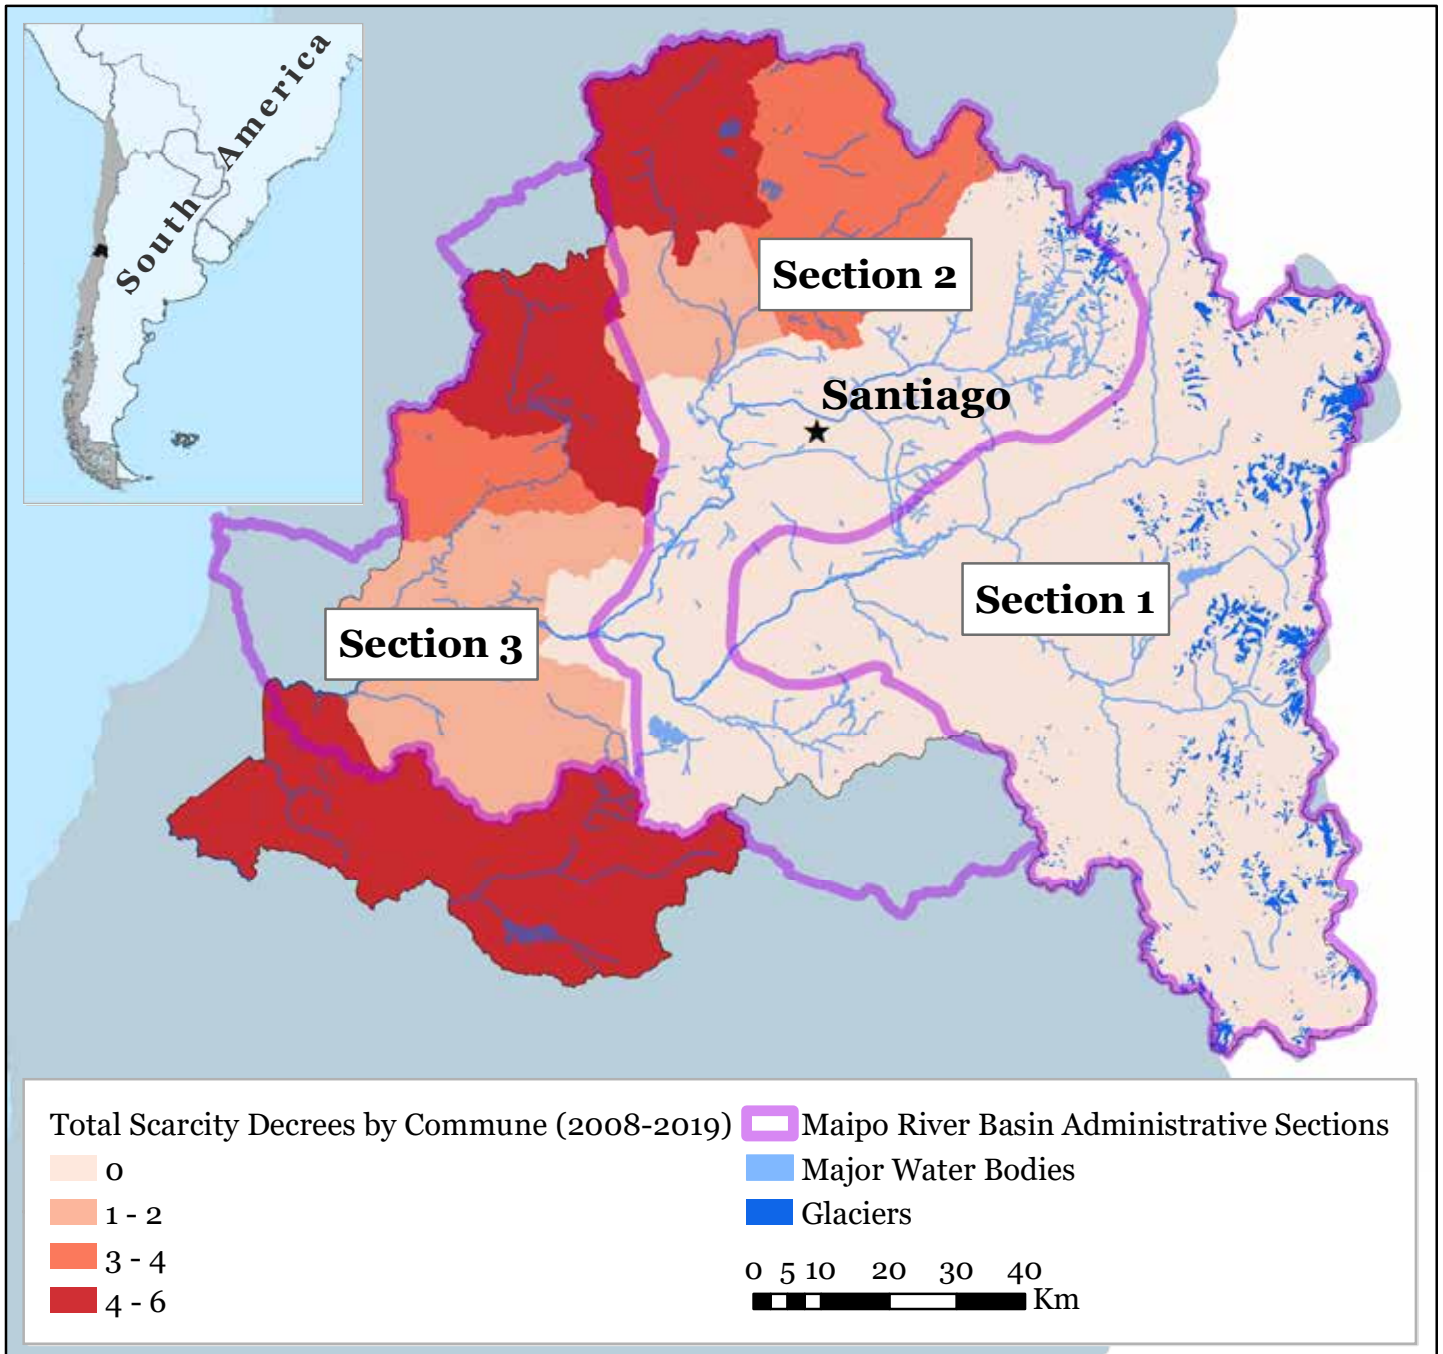 South America
Section 2
Santiago
Section 1
Section 3
Total Scarcity Decrees by Commune (2008-2019)
0
1 - 2
3 - 4
4 - 6
Maipo River Basin Administrative Sections
Major Water Bodies
Glaciers
0 5 10 20 30 40
Km